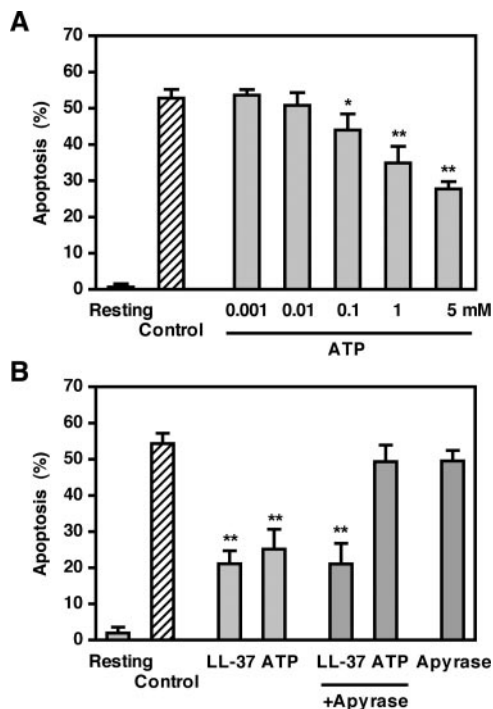 A
70
60
50
40
30
20
10
0
Apoptosis (%)
*
**
**
Resting
Control
0.001 0.01 0.1 1 5 mM
ATP
B
70
60
50
40
30
20
10
0
Apoptosis (%)
**
**
**
Resting
Control
LL-37 ATP LL-37 ATP Apyrase
+Apyrase